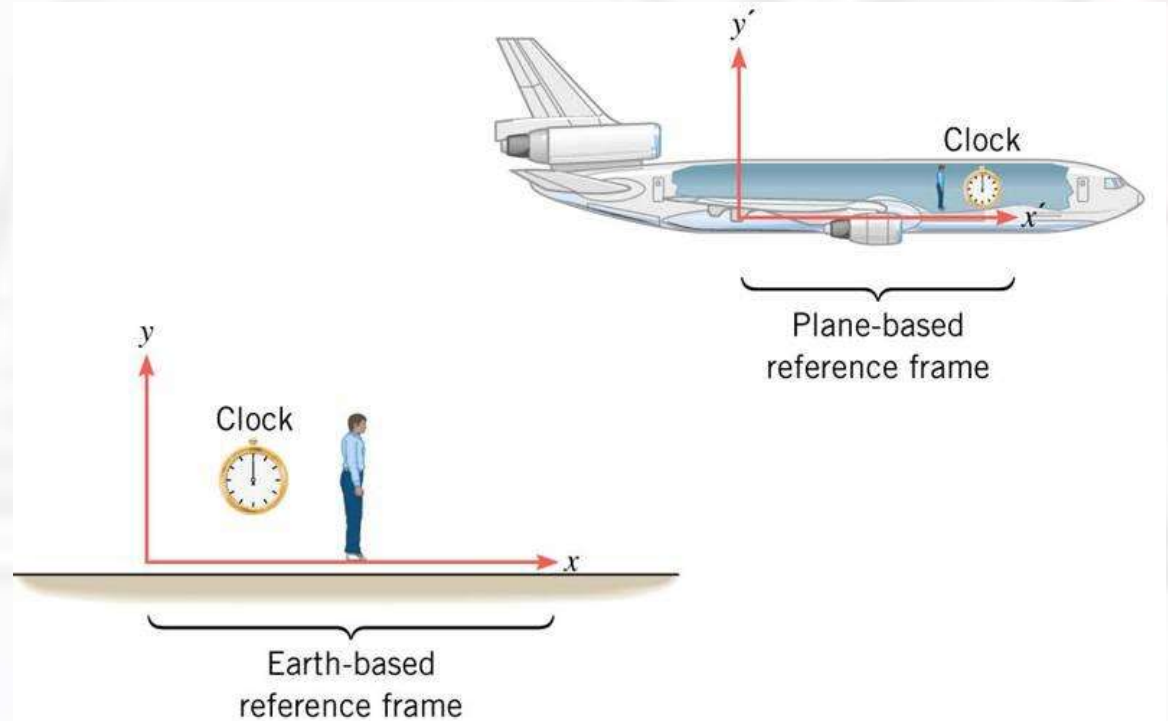 y´
Clock
x´
Plane-based
reference frame
y
Clock
x
Earth-based
reference frame